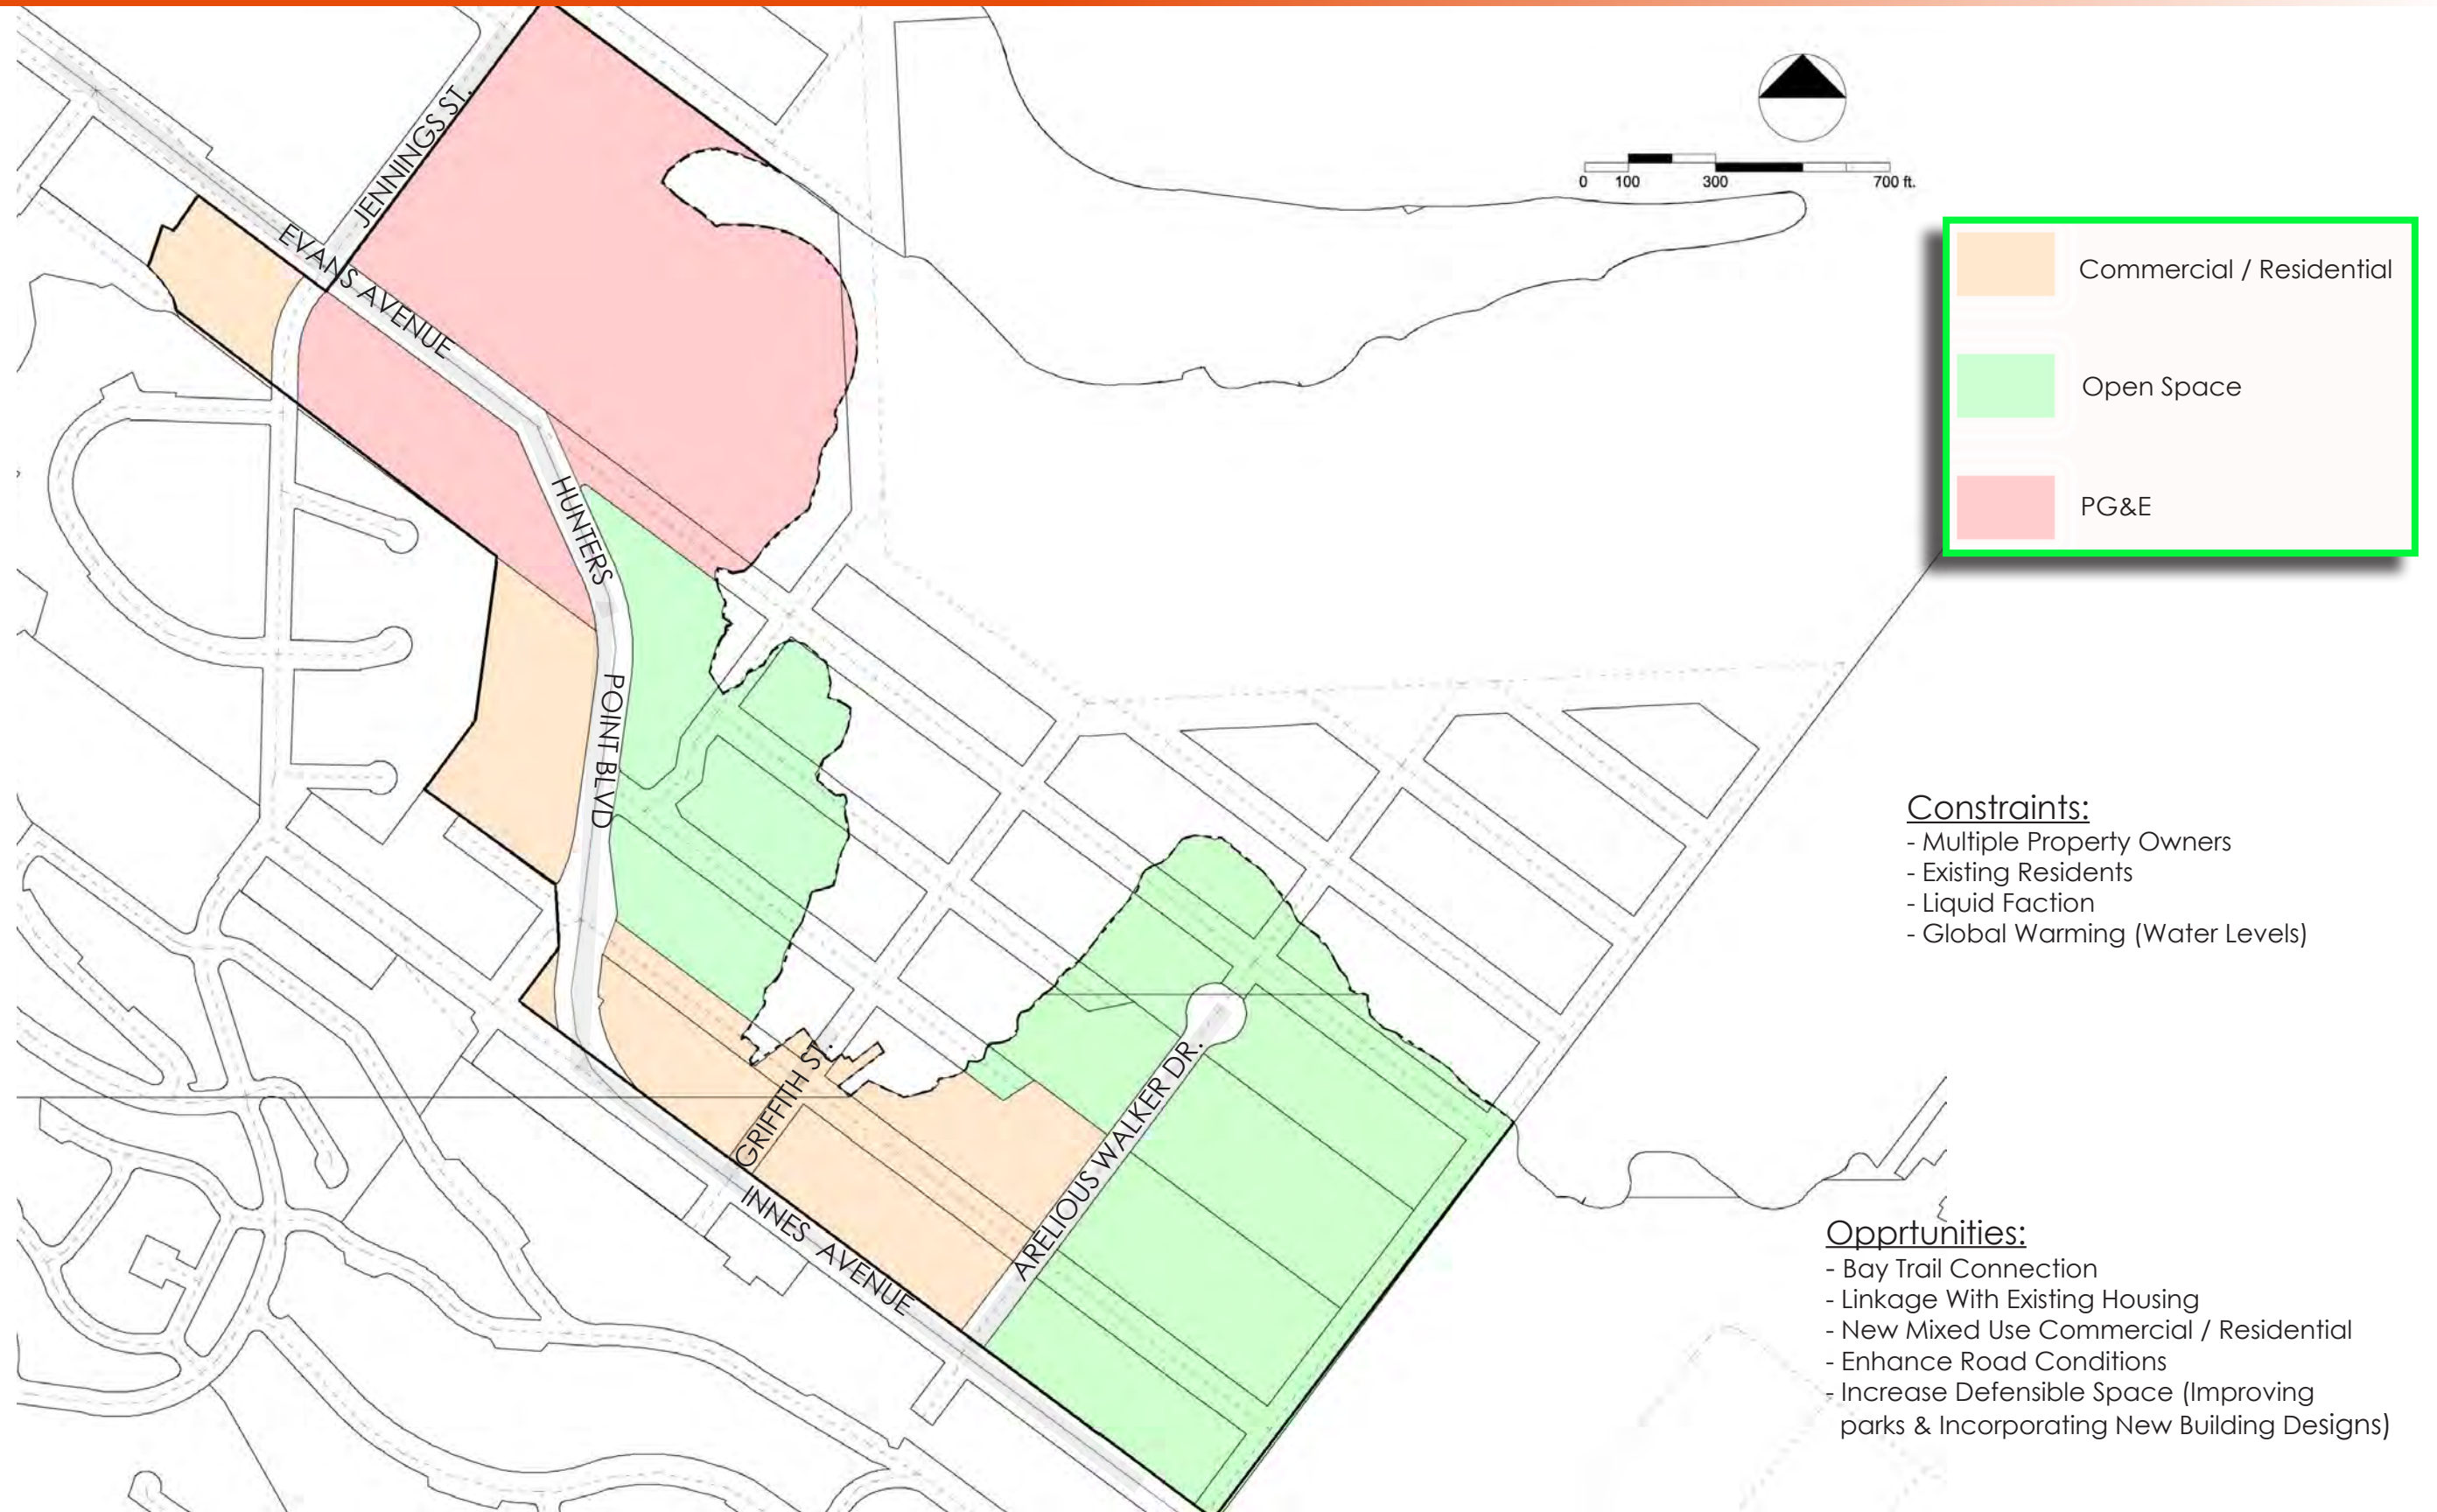 JENNINGS ST.
EVANS AVENUE
HUNTERS
POINT BLVD
GRIFFITH ST.
INNES AVENUE
ARELIOUS WALKER DR.
0 100 300 700 ft.
Commercial / Residential
Open Space
PG&E
Constraints:
- Multiple Property Owners
- Existing Residents
- Liquid Faction
- Global Warming (Water Levels)
Opprtunities:
- Bay Trail Connection
- Linkage With Existing Housing
- New Mixed Use Commercial / Residential
- Enhance Road Conditions
- Increase Defensible Space (Improving
parks & Incorporating New Building Designs)